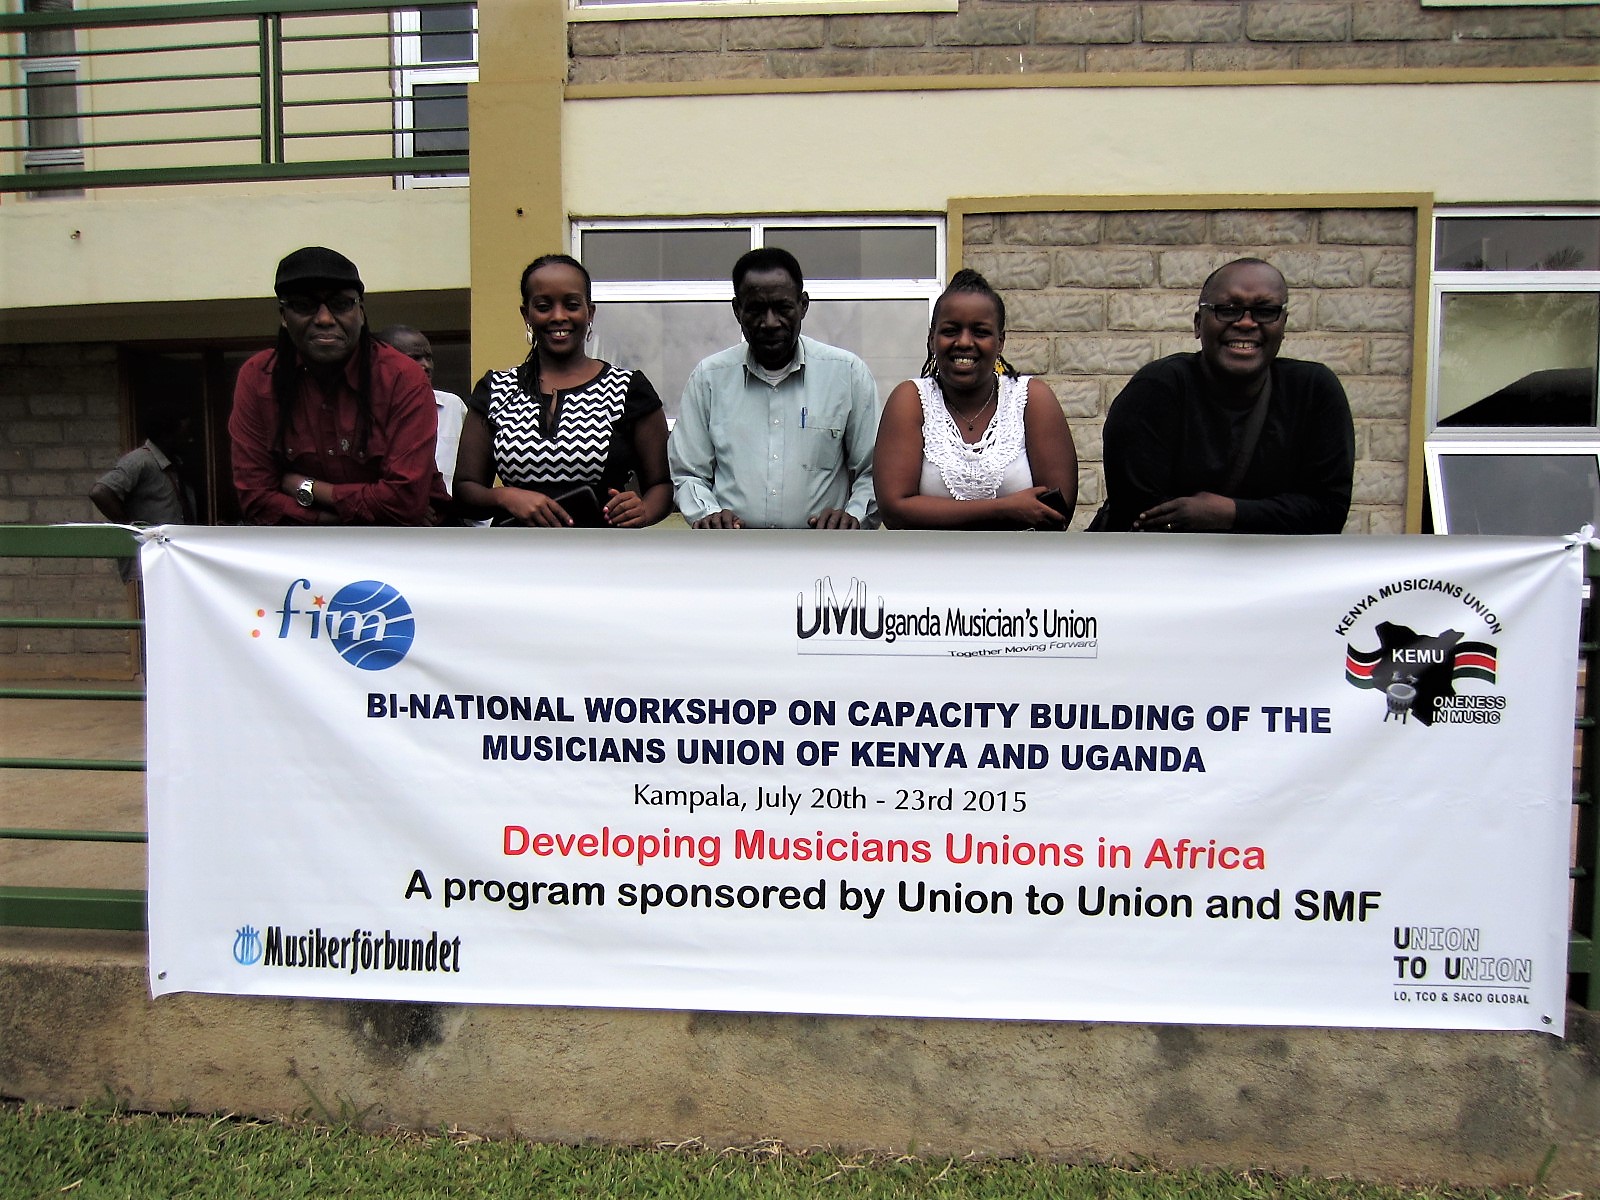 fim
UMUganda Musician's Union
Together Moving Forward
KENYA MUSICIANS UNION
KEMU
ONENESS
IN MUSIC
BI-NATIONAL WORKSHOP ON CAPACITY BUILDING OF THE
MUSICIANS UNION OF KENYA AND UGANDA
Kampala, July 20th - 23rd 2015
Developing Musicians Unions in Africa
A program sponsored by Union to Union and SMF
Musikerförbundet
UNION
TO UNION
LO, TCO & SACO GLOBAL